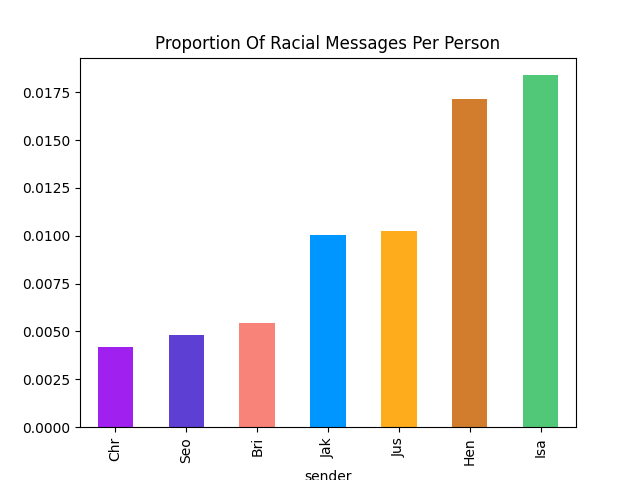 Proportion Of Racial Messages Per Person
0.0175
0.0150
0.0125
0.0100
0.0075
0.0050
0.0025
0.0000
Chr Seo Bri Jak Jus Hen Isa
sender